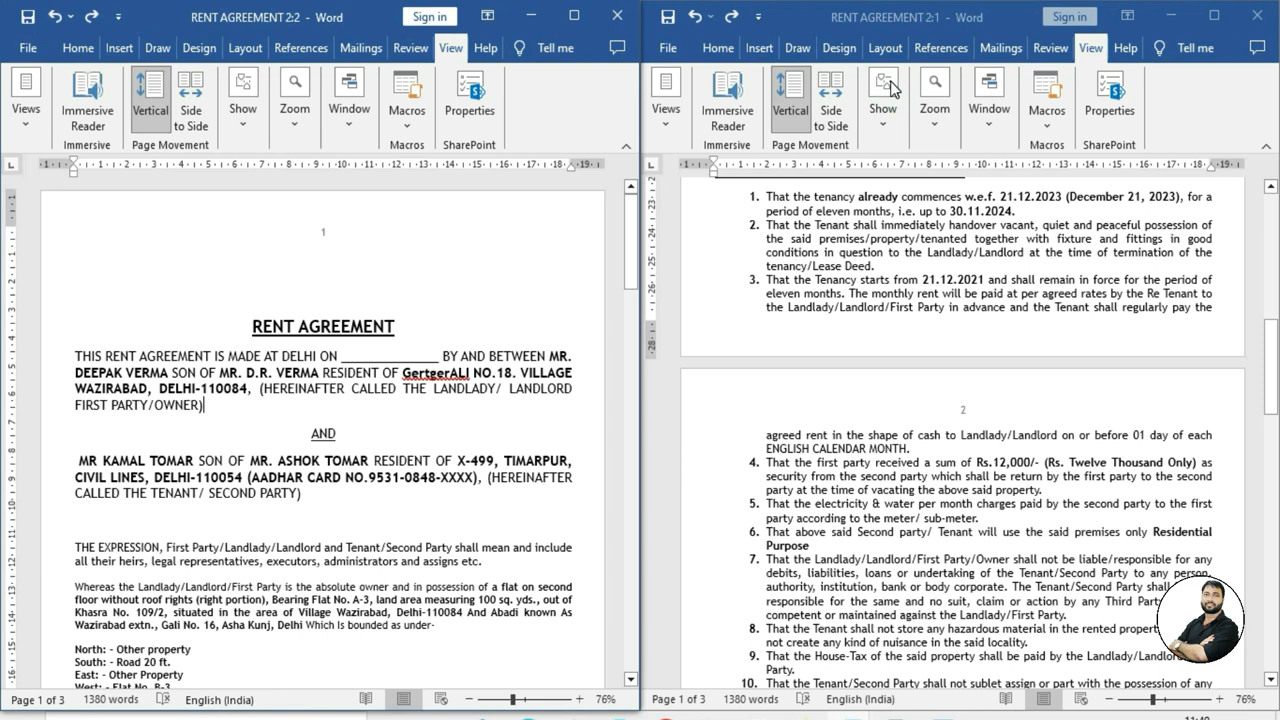 RENT AGREEMENT 2:2 - Word
Sign in
File Home Insert Draw Design Layout References Mailings Review View Help Tell me
Views
Immersive
Reader
Vertical
Side
to Side
Show
Zoom
Window
Macros
Properties
Immersive
Page Movement
Macros
SharePoint
1
RENT AGREEMENT
THIS RENT AGREEMENT IS MADE AT DELHI ON ______________ BY AND BETWEEN MR.
DEEPAK VERMA SON OF MR. D.R. VERMA RESIDENT OF GertgerALI NO.18. VILLAGE
WAZIRABAD, DELHI-110084, (HEREINAFTER CALLED THE LANDLADY/ LANDLORD
FIRST PARTY/OWNER)
AND
MR KAMAL TOMAR SON OF MR. ASHOK TOMAR RESIDENT OF X-499, TIMARPUR,
CIVIL LINES, DELHI-110054 (AADHAR CARD NO.9531-0848-XXXX), (HEREINAFTER
CALLED THE TENANT/ SECOND PARTY)
THE EXPRESSION, First Party/Landlady/Landlord and Tenant/Second Party shall mean and include
all their heirs, legal representatives, executors, administrators and assigns etc.
Whereas the Landlady/Landlord/First Party is the absolute owner and in possession of a flat on second
floor without roof rights (right portion), Bearing Flat No. A-3, land area measuring 100 sq. yds., out of
Khasra No. 109/2, situated in the area of Village Wazirabad, Delhi-110084 And Abadi known As
Wazirabad extn., Gali No. 16, Asha Kunj, Delhi Which is bounded as under-
North: - Other property
South: - Road 20 ft.
East: - Other Property
West: - Flat No. B-3
Page 1 of 3 1380 words English (India) 76%
RENT AGREEMENT 2:1 - Word
Sign in
File Home Insert Draw Design Layout References Mailings Review View Help Tell me
Views
Immersive
Reader
Vertical
Side
to Side
Show
Zoom
Window
Macros
Properties
Immersive
Page Movement
Macros
SharePoint
1. That the tenancy already commences w.e.f. 21.12.2023 (December 21, 2023), for a
period of eleven months, i.e. up to 30.11.2024.
2. That the Tenant shall immediately handover vacant, quiet and peaceful possession of
the said premises/property/tenanted together with fixture and fittings in good
conditions in question to the Landlady/Landlord at the time of termination of the
tenancy/Lease Deed.
3. That the Tenancy starts from 21.12.2021 and shall remain in force for the period of
eleven months. The monthly rent will be paid at per agreed rates by the Re Tenant to
the Landlady/Landlord/First Party in advance and the Tenant shall regularly pay the
2
agreed rent in the shape of cash to Landlady/Landlord on or before 01 day of each
ENGLISH CALENDAR MONTH.
4. That the first party received a sum of Rs.12,000/- (Rs. Twelve Thousand Only) as
security from the second party which shall be return by the first party to the second
party at the time of vacating the above said property.
5. That the electricity & water per month charges paid by the second party to the first
party according to the meter/ sub-meter.
6. That above said Second party/ Tenant will use the said premises only Residential
Purpose
7. That the Landlady/Landlord/First Party/Owner shall not be liable/responsible for any
debits, liabilities, loans or undertaking of the Tenant/Second Party to any person,
authority, institution, bank or body corporate. The Tenant/Second Party shall
responsible for the same and no suit, claim or action by any Third Party
competent or maintained against the Landlady/First Party.
8. That the Tenant shall not store any hazardous material in the rented
not create any kind of nuisance in the said locality.
9. That the House-Tax of the said property shall be paid by the
Party.
10. That the Tenant/Second Party shall not sublet assign or part with the possession of any
Page 1 of 3 1380 words English (India) 76%